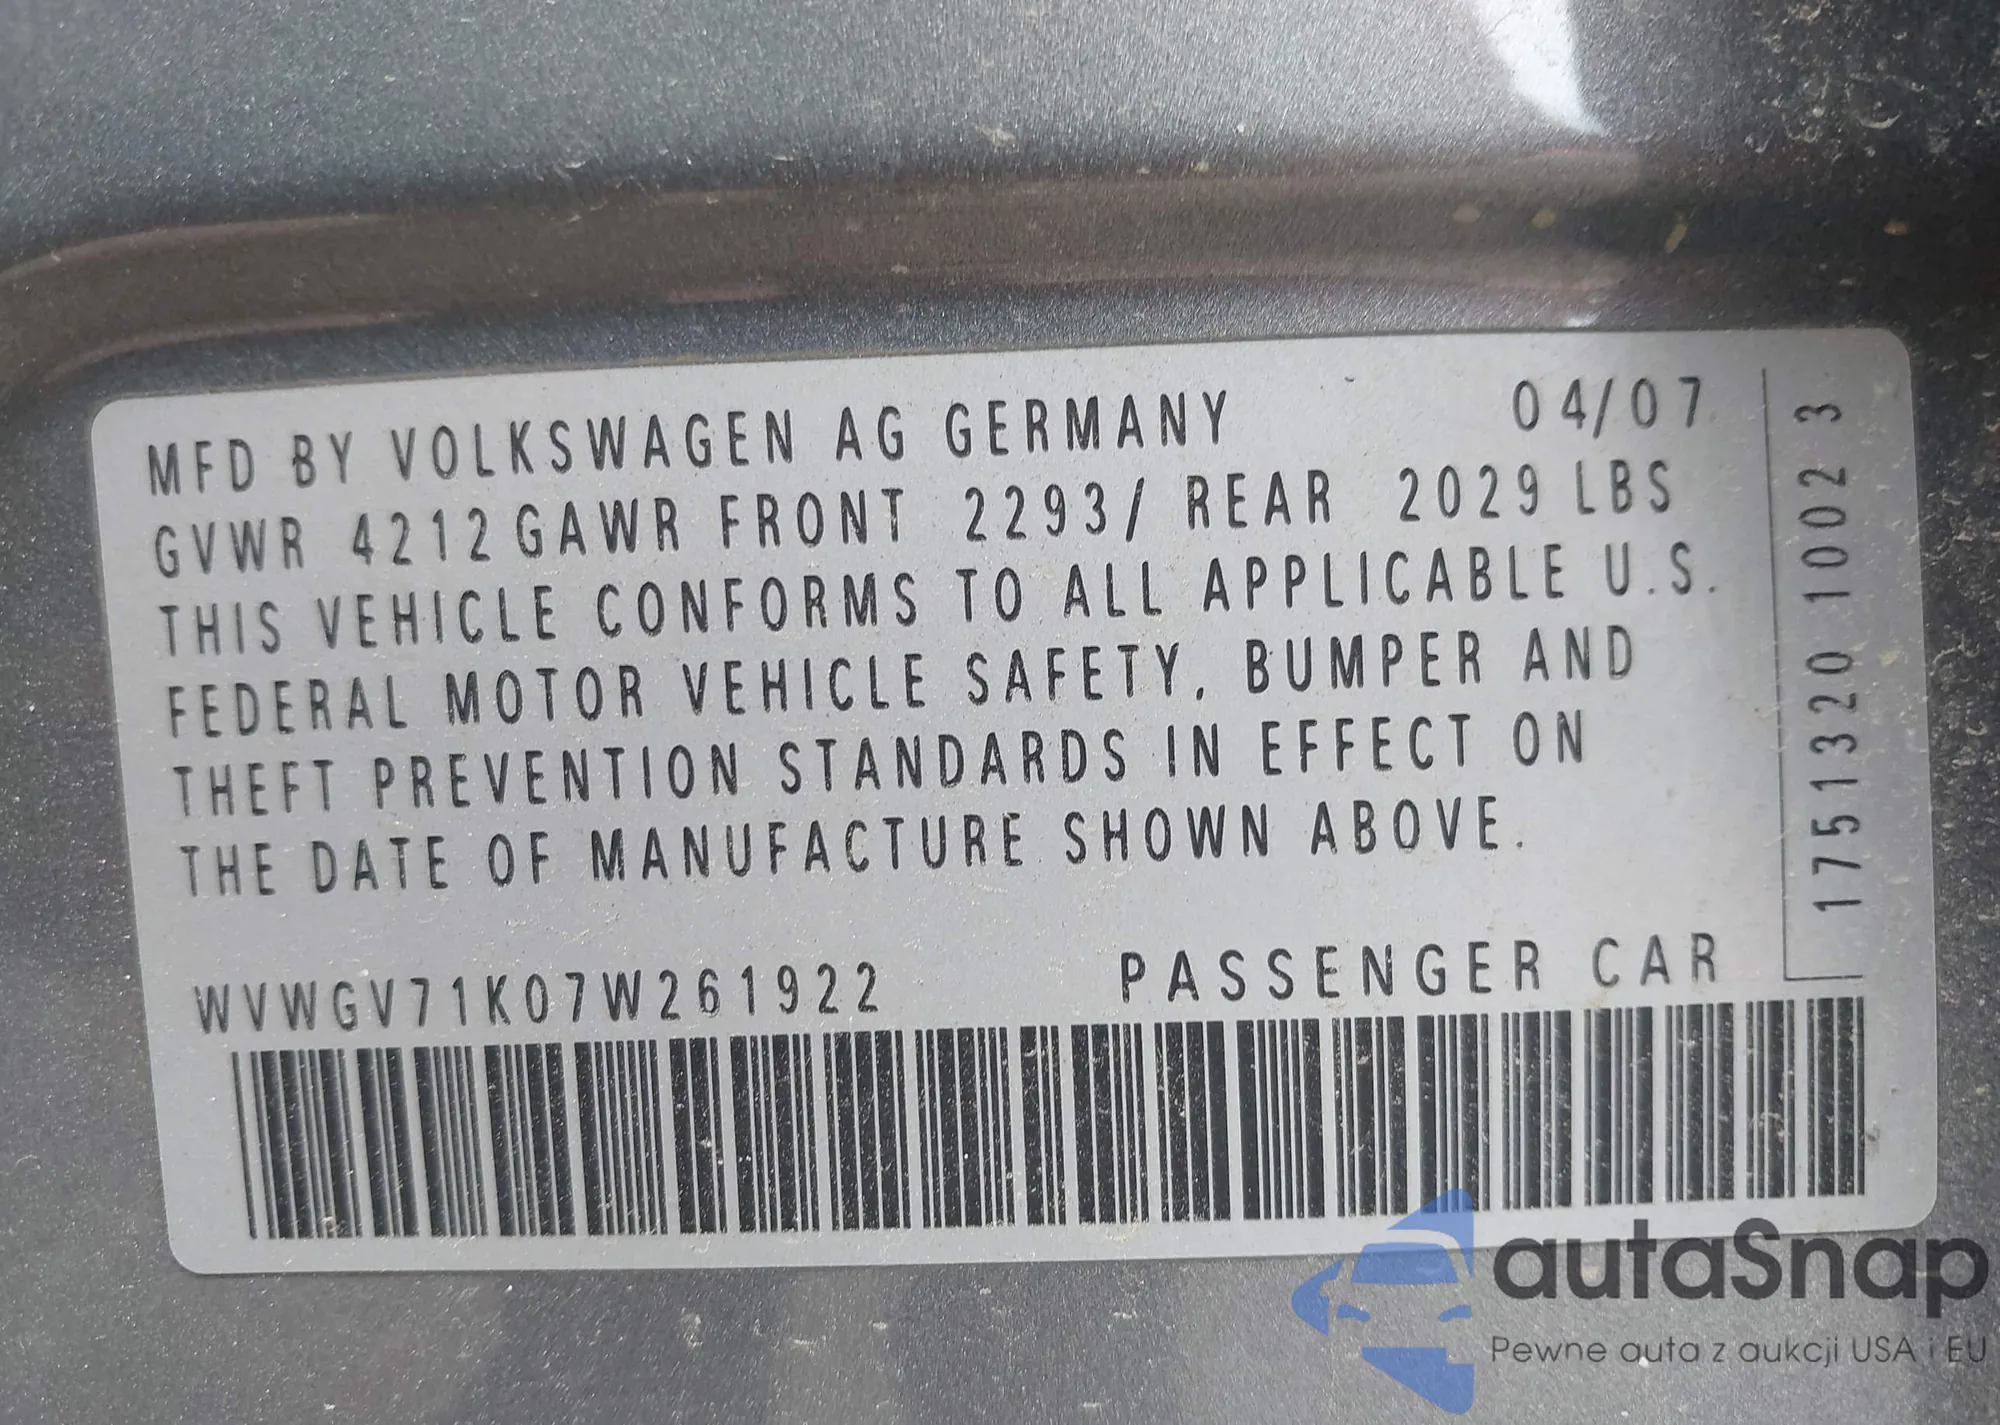 MFD BY VOLKSWAGEN AG GERMANY 04/07
GVWR 4212 GAWR FRONT 2293/ REAR 2029 LBS
THIS VEHICLE CONFORMS TO ALL APPLICABLE U.S.
FEDERAL MOTOR VEHICLE SAFETY, BUMPER AND
THEFT PREVENTION STANDARDS IN EFFECT ON
THE DATE OF MANUFACTURE SHOWN ABOVE.
WVWGV71K07W261922 PASSENGER CAR
1751320 1002 3
autaSnap
Pewne auta z aukcji USA i EU